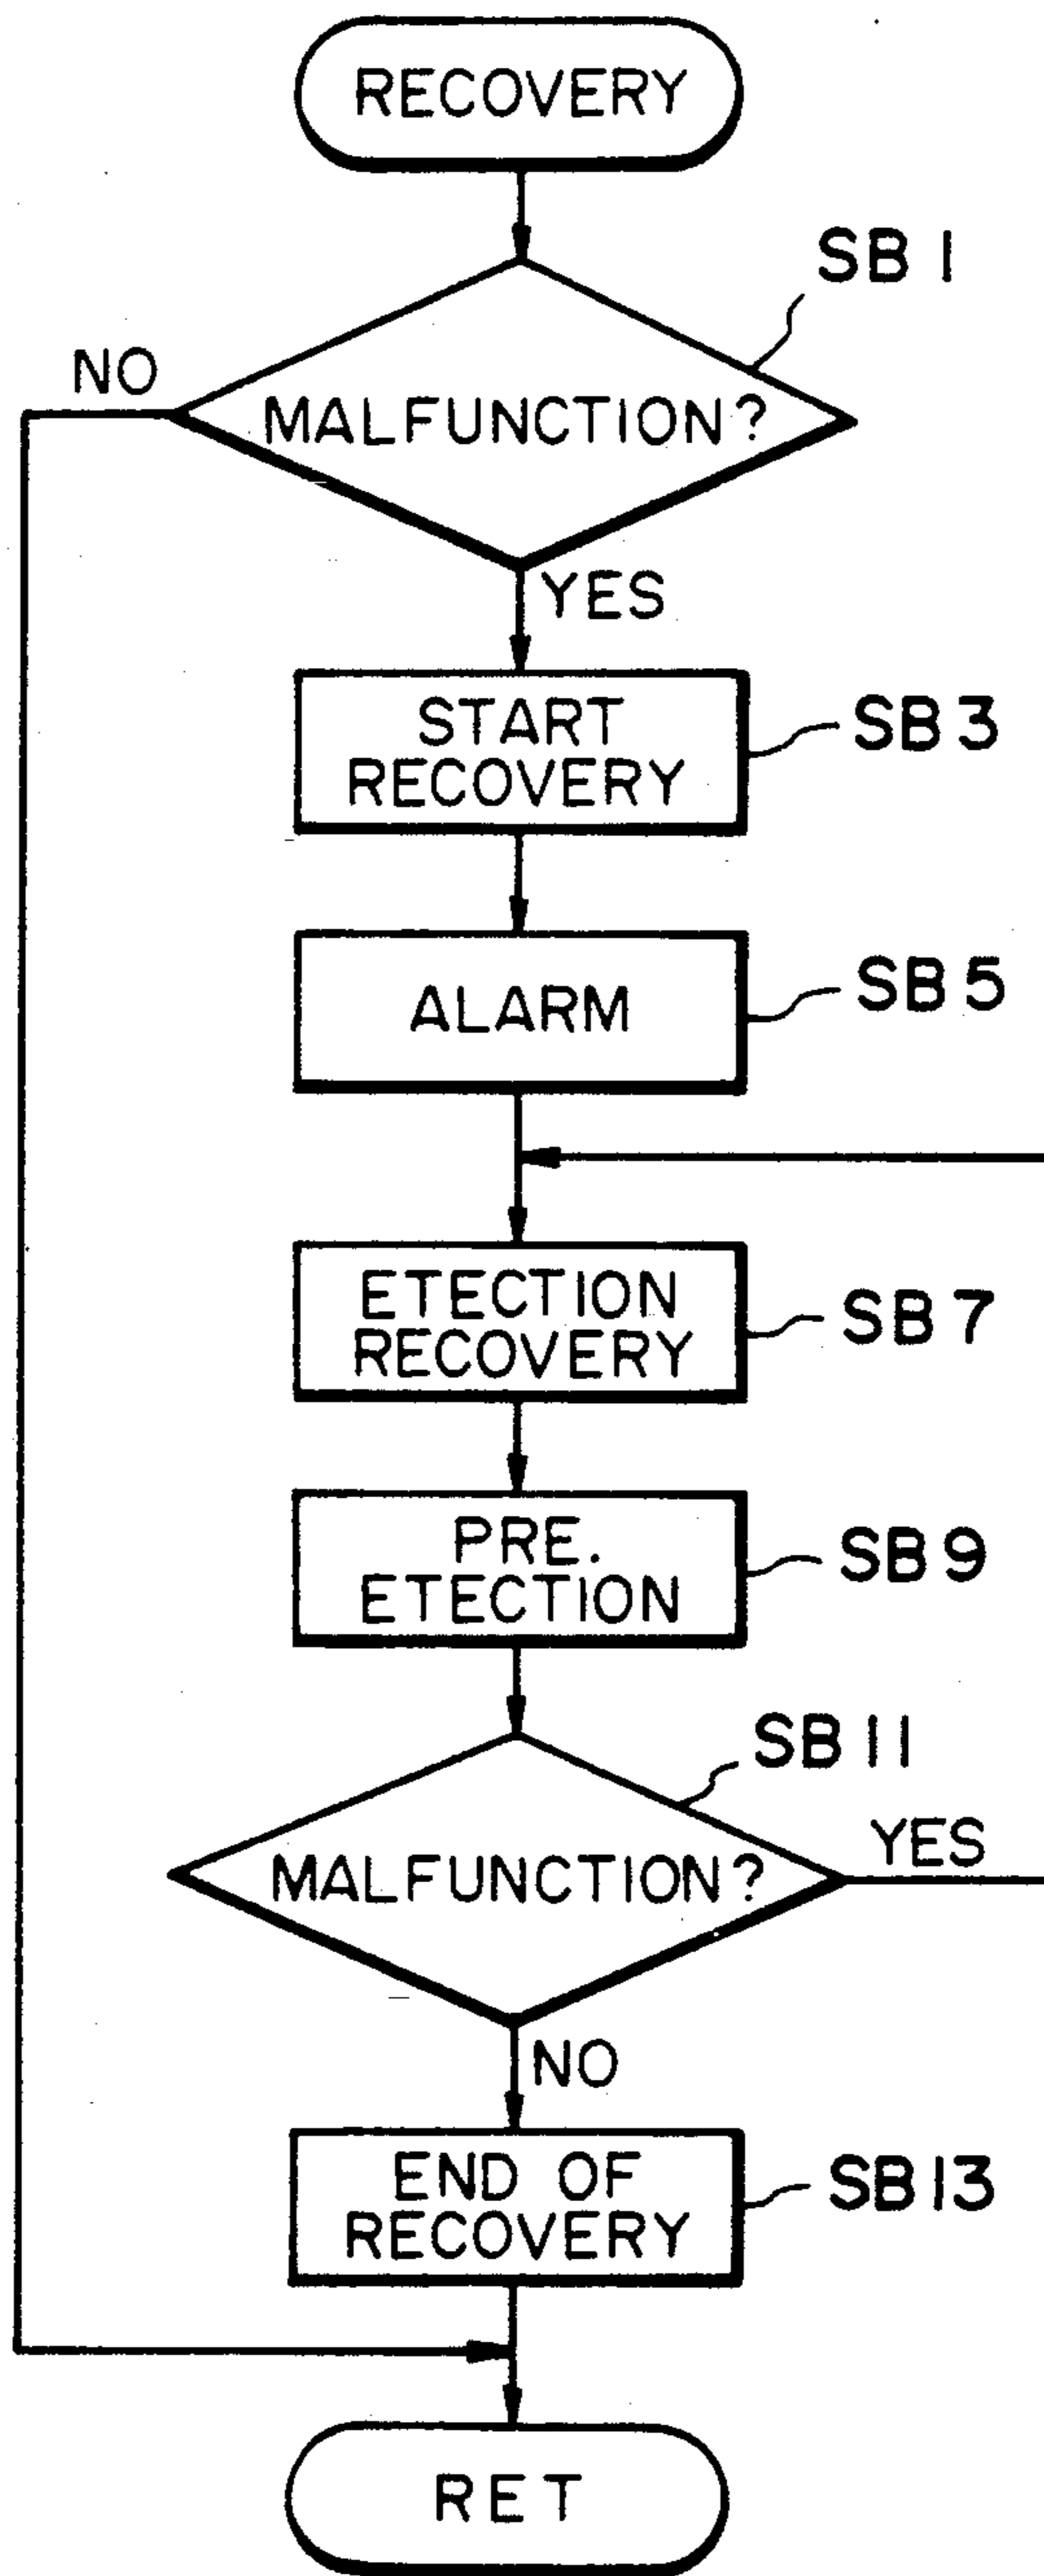 RECOVERY
SB 1
NO
MALFUNCTION?
YES
START
RECOVERY
SB 3
ALARM
SB 5
ETECTION
RECOVERY
SB 7
PRE.
ETECTION
SB 9
SB 11
YES
MALFUNCTION?
NO
END OF
RECOVERY
SB 13
RET